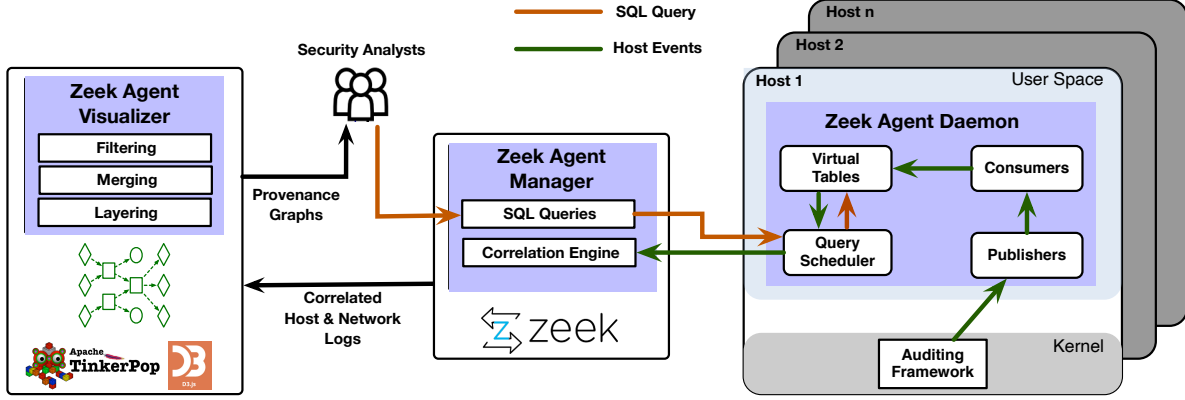 SQL Query
Host Events
Zeek Agent
Visualizer
Filtering
Merging
Layering
Apache
TinkerPop
D3
D3.js
Security Analysts
Provenance
Graphs
Correlated
Host & Network
Logs
Zeek Agent
Manager
SQL Queries
Correlation Engine
z
zeek
Host n
Host 2
Host 1
User Space
Zeek Agent Daemon
Virtual
Tables
Consumers
Query
Scheduler
Publishers
Kernel
Auditing
Framework